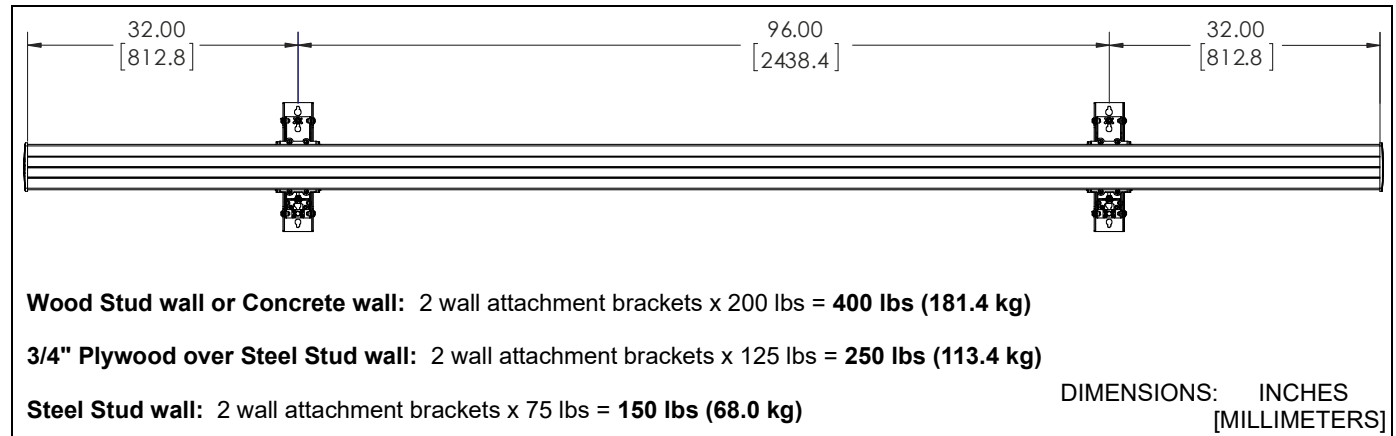 32.00
[812.8]
96.00
[2438.4]
32.00
[812.8 ]
Wood Stud wall or Concrete wall: 2 wall attachment brackets x 200 lbs = 400 lbs (181.4 kg)
3/4" Plywood over Steel Stud wall: 2 wall attachment brackets x 125 lbs = 250 lbs (113.4 kg)
Steel Stud wall: 2 wall attachment brackets x 75 lbs = 150 lbs (68.0 kg)
DIMENSIONS: INCHES
[MILLIMETERS]